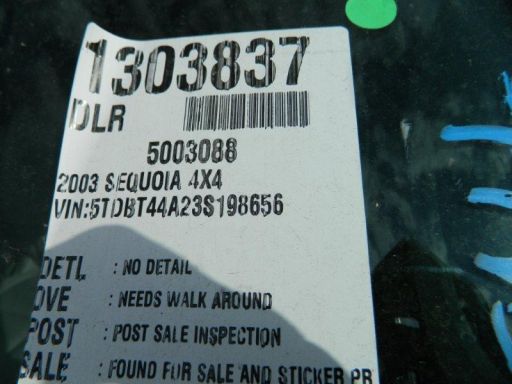 1303837
DLR
5003088
2003 SEQUOIA 4X4
VIN:5TDBT44A23S198656
DETL : NO DETAIL
OVE : NEEDS WALK AROUND
POST : POST SALE INSPECTION
SALE : FOUND FOR SALE AND STICKER PR